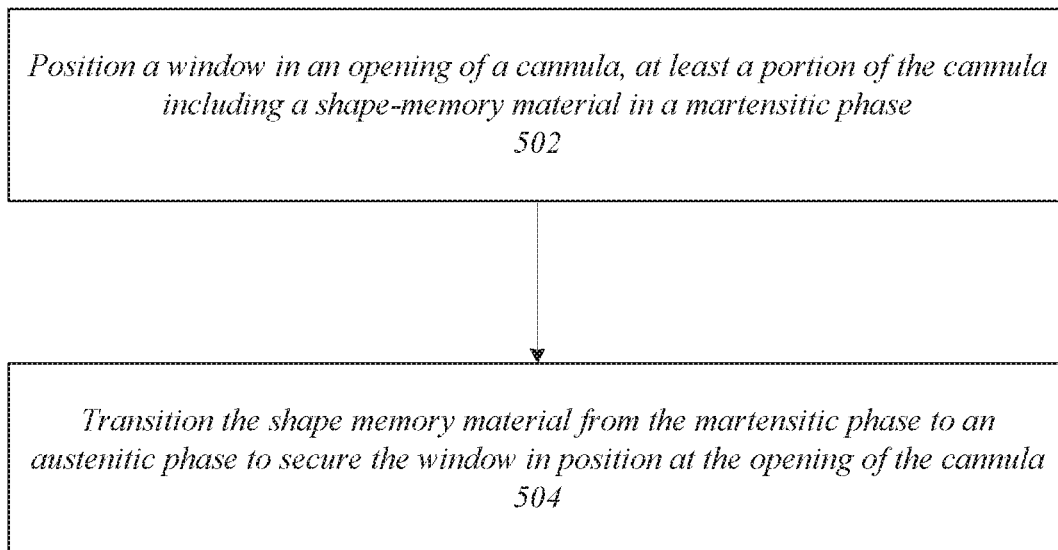 Position a window in an opening of a cannula, at least a portion of the cannula
including a shape-memory material in a martensitic phase
502
Transition the shape memory material from the martensitic phase to an
austenitic phase to secure the window in position at the opening of the cannula
504